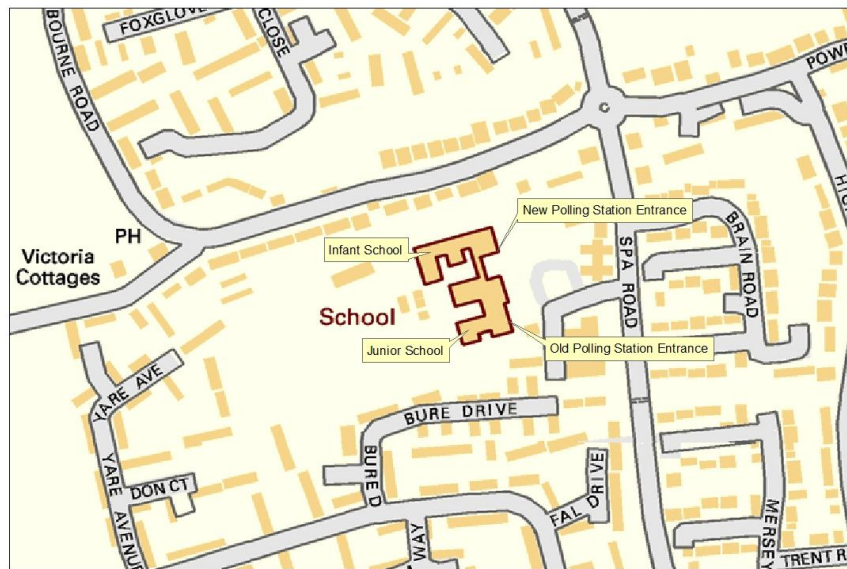 FOXGLOVE
CLOSE
BOURNE ROAD
POWE
HIG
New Polling Station Entrance
PH
Infant School
Victoria
Cottages
SPA ROAD
BRAIN ROAD
School
Junior School
Old Polling Station Entrance
YARE AVE
BURE DRIVE
BURE D
YARE AVENUE
DON CT
FAL DRIVE
WAY
MERSEY
TRENT R